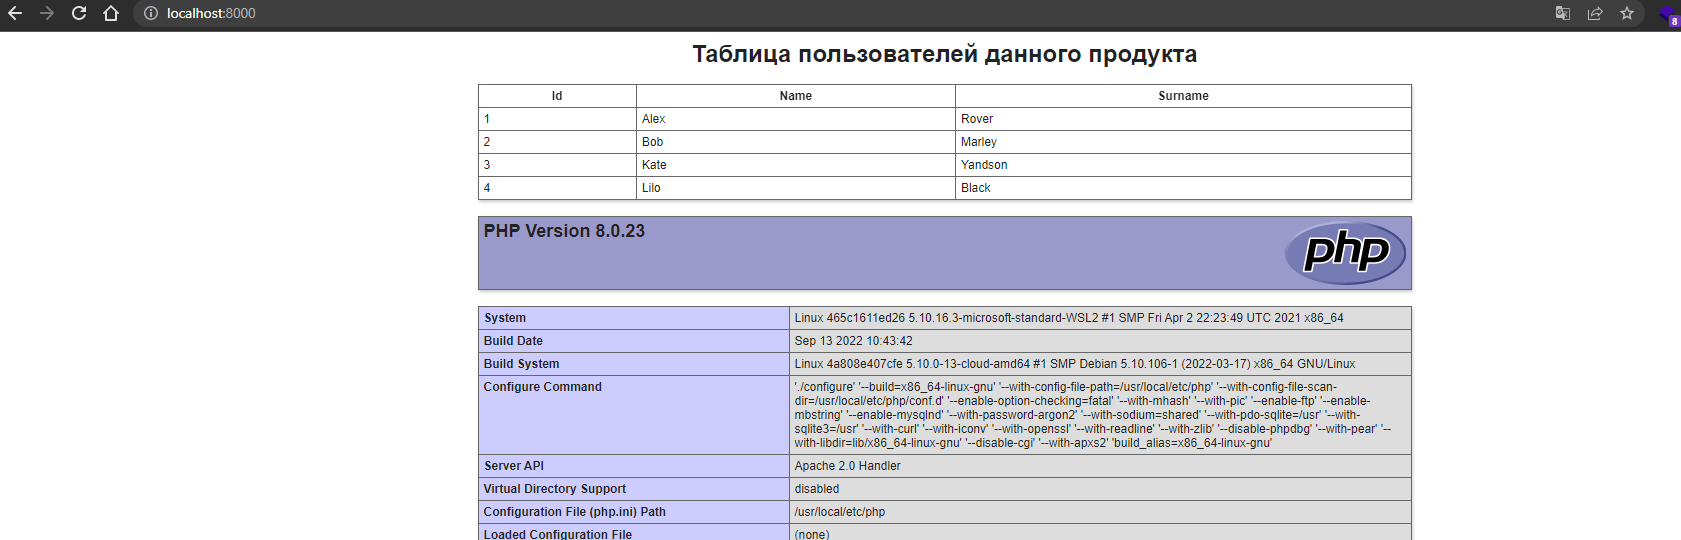 localhost:8000
8
Таблица пользователей данного продукта
Id Name Surname
1 Alex Rover
2 Bob Marley
3 Kate Yandson
4 Lilo Black
PHP Version 8.0.23
php
System Linux 465c1611ed26 5.10.16.3-microsoft-standard-WSL2 #1 SMP Fri Apr 2 22:23:49 UTC 2021 x86_64
Build Date Sep 13 2022 10:43:42
Build System Linux 4a808e407cfe 5.10.0-13-cloud-amd64 #1 SMP Debian 5.10.106-1 (2022-03-17) x86_64 GNU/Linux
Configure Command './configure' '--build=x86_64-linux-gnu' '--with-config-file-path=/usr/local/etc/php' '--with-config-file-scan-
dir=/usr/local/etc/php/conf.d' '--enable-option-checking=fatal' '--with-mhash' '--with-pic' '--enable-ftp' '--enable-
mbstring' '--enable-mysqlnd' '--with-password-argon2' '--with-sodium=shared' '--with-pdo-sqlite=/usr' '--with-
sqlite3=/usr' '--with-curl' '--with-iconv' '--with-openssl' '--with-readline' '--with-zlib' '--disable-phpdbg' '--with-pear' '--
with-libdir=lib/x86_64-linux-gnu' '--disable-cgi' '--with-apxs2' 'build_alias=x86_64-linux-gnu'
Server API Apache 2.0 Handler
Virtual Directory Support disabled
Configuration File (php.ini) Path /usr/local/etc/php
Loaded Configuration File (none)